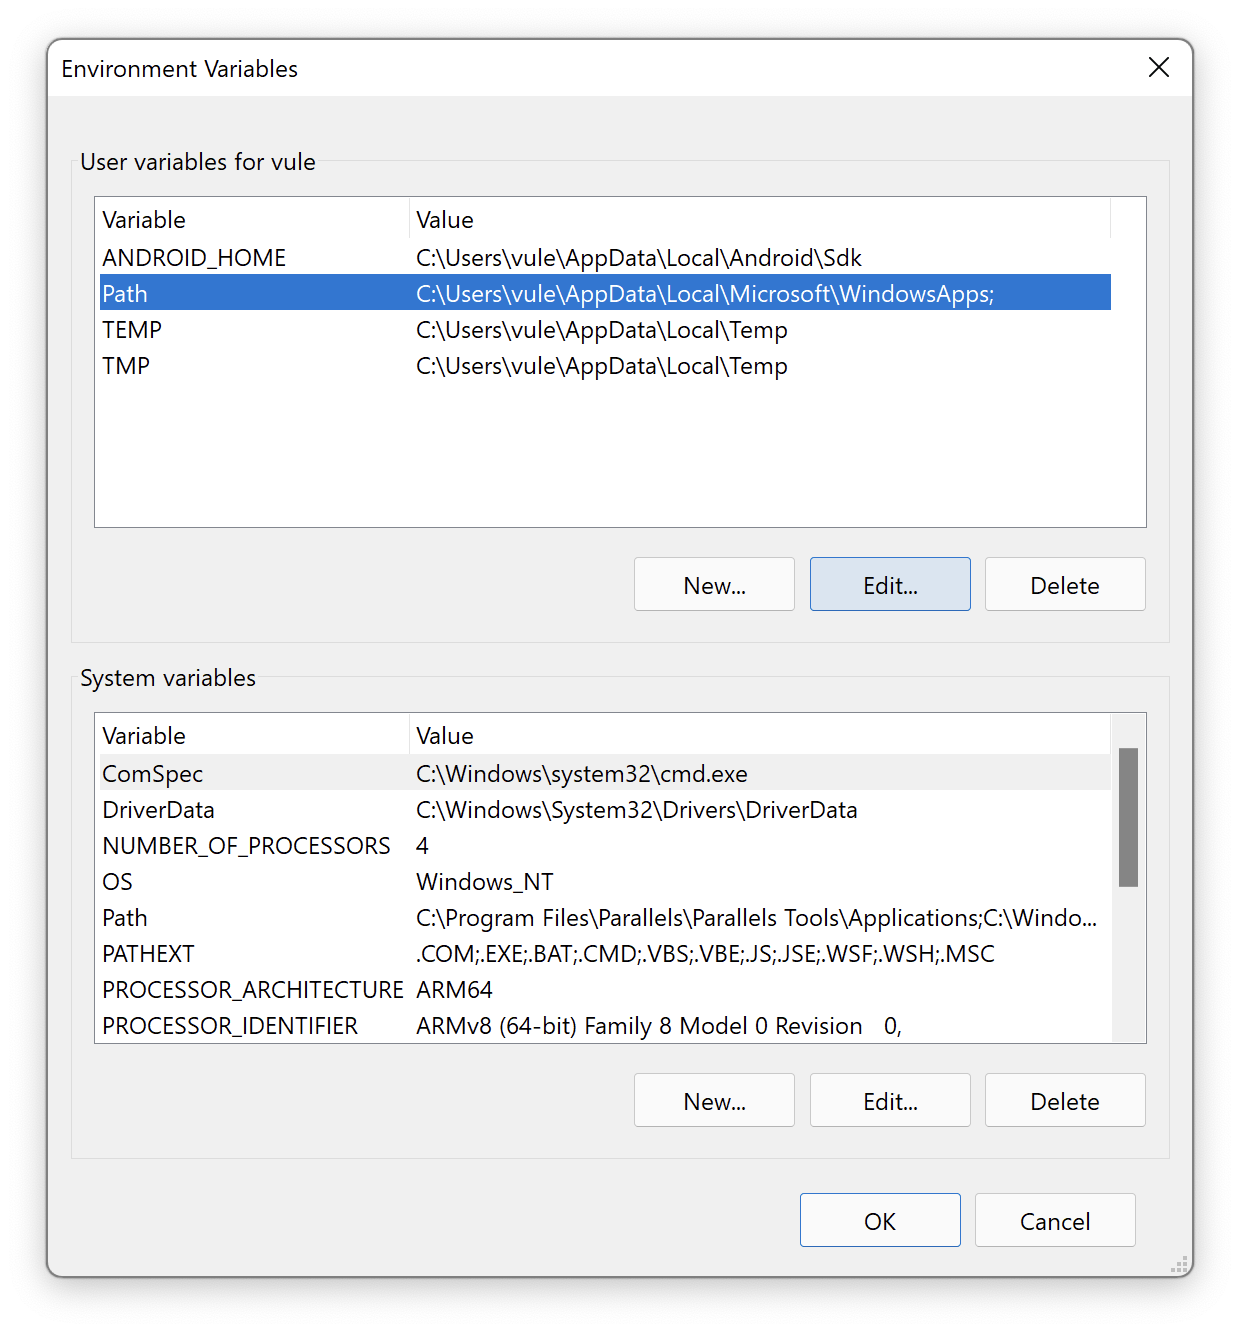 Environment Variables
User variables for vule
Variable Value
ANDROID_HOME C:\Users\vule\AppData\Local\Android\Sdk
Path C:\Users\vule\AppData\Local\Microsoft\WindowsApps;
TEMP C:\Users\vule\AppData\Local\Temp
TMP C:\Users\vule\AppData\Local\Temp
New... Edit... Delete
System variables
Variable Value
ComSpec C:\Windows\system32\cmd.exe
DriverData C:\Windows\System32\Drivers\DriverData
NUMBER_OF_PROCESSORS 4
OS Windows_NT
Path C:\Program Files\Parallels\Parallels Tools\Applications;C:\Windo...
PATHEXT .COM;.EXE;.BAT;.CMD;.VBS;.VBE;.JS;.JSE;.WSF;.WSH;.MSC
PROCESSOR_ARCHITECTURE ARM64
PROCESSOR_IDENTIFIER ARMv8 (64-bit) Family 8 Model 0 Revision   0,
New... Edit... Delete
OK Cancel